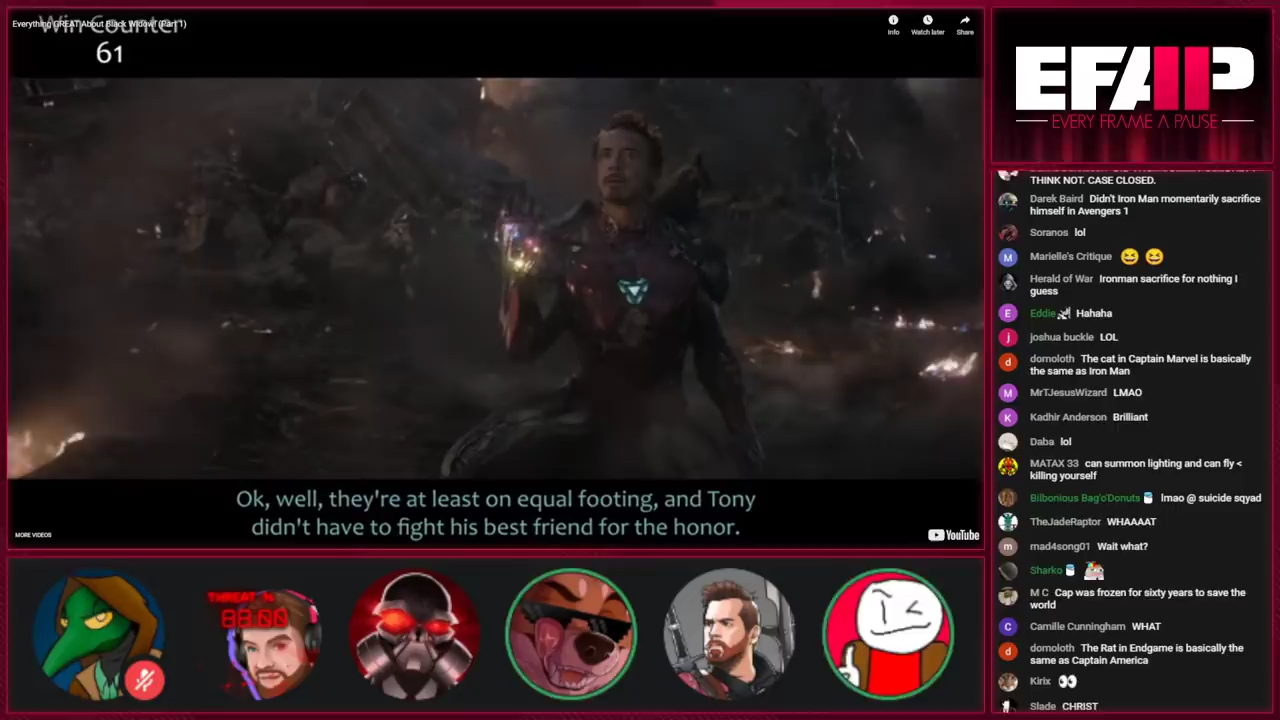 Everything GREAT About Black Widow! (Part 1)
Win Counter
61
Info
Watch later
Share
Ok, well, they're at least on equal footing, and Tony
didn't have to fight his best friend for the honor.
MORE VIDEOS
YouTube
THREAT IN
88:00
EFAP
EVERY FRAME A PAUSE
THINK NOT. CASE CLOSED.
Darek Baird Didn't Iron Man momentarily sacrifice
himself in Avengers 1
Soranos lol
M
Marielle's Critique
Herald of War Ironman sacrifice for nothing I
guess
E
Eddie Hahaha
j
joshua buckle LOL
d
domoloth The cat in Captain Marvel is basically
the same as Iron Man
M
MrTJesusWizard LMAO
K
Kadhir Anderson Brilliant
Daba lol
MATAX 33 can summon lighting and can fly <
killing yourself
Bilbonious Bag'o'Donuts lmao @ suicide sqyad
TheJadeRaptor WHAAAAT
m
mad4song01 Wait what?
Sharko
M C Cap was frozen for sixty years to save the
world
C
Camille Cunningham WHAT
d
domoloth The Rat in Endgame is basically the
same as Captain America
Kirix
Slade CHRIST